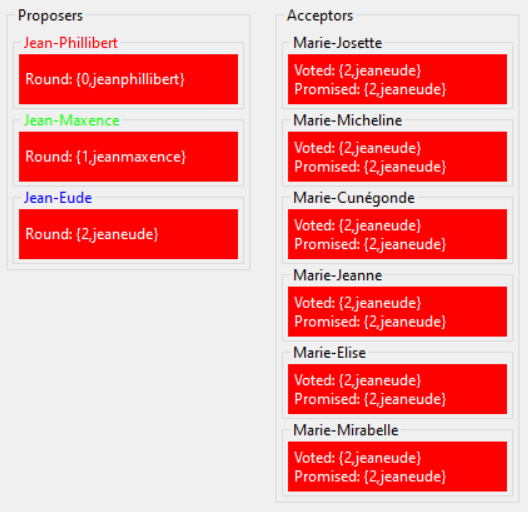 Proposers
Jean-Phillibert
Round: {0,jeanphillibert}
Jean-Maxence
Round: {1,jeanmaxence}
Jean-Eude
Round: {2,jeaneude}
Acceptors
Marie-Josette
Voted: {2,jeaneude}
Promised: {2,jeaneude}
Marie-Micheline
Voted: {2,jeaneude}
Promised: {2,jeaneude}
Marie-Cunégonde
Voted: {2,jeaneude}
Promised: {2,jeaneude}
Marie-Jeanne
Voted: {2,jeaneude}
Promised: {2,jeaneude}
Marie-Elise
Voted: {2,jeaneude}
Promised: {2,jeaneude}
Marie-Mirabelle
Voted: {2,jeaneude}
Promised: {2,jeaneude}